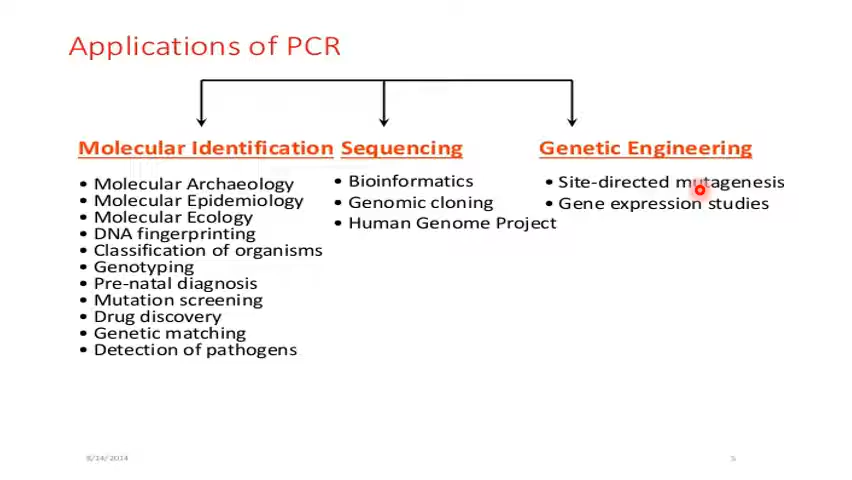 Applications of PCR
Molecular Identification
• Molecular Archaeology
• Molecular Epidemiology
• Molecular Ecology
• DNA fingerprinting
• Classification of organisms
• Genotyping
• Pre-natal diagnosis
• Mutation screening
• Drug discovery
• Genetic matching
• Detection of pathogens
Sequencing
• Bioinformatics
• Genomic cloning
• Human Genome Project
Genetic Engineering
• Site-directed mutagenesis
• Gene expression studies
8/24/2014
5